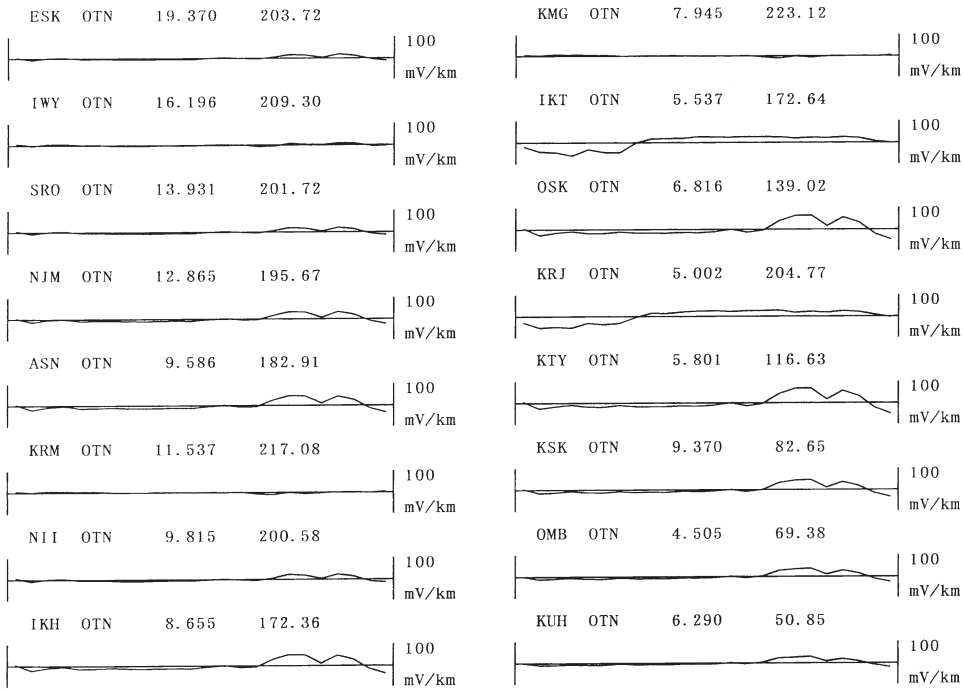 ESK OTN 19.370 203.72
100
mV/km
IWY OTN 16.196 209.30
100
mV/km
SRO OTN 13.931 201.72
100
mV/km
NJM OTN 12.865 195.67
100
mV/km
ASN OTN 9.586 182.91
100
mV/km
KRM OTN 11.537 217.08
100
mV/km
NII OTN 9.815 200.58
100
mV/km
IKH OTN 8.655 172.36
100
mV/km
KMG OTN 7.945 223.12
100
mV/km
IKT OTN 5.537 172.64
100
mV/km
OSK OTN 6.816 139.02
100
mV/km
KRJ OTN 5.002 204.77
100
mV/km
KTY OTN 5.801 116.63
100
mV/km
KSK OTN 9.370 82.65
100
mV/km
OMB OTN 4.505 69.38
100
mV/km
KUH OTN 6.290 50.85
100
mV/km